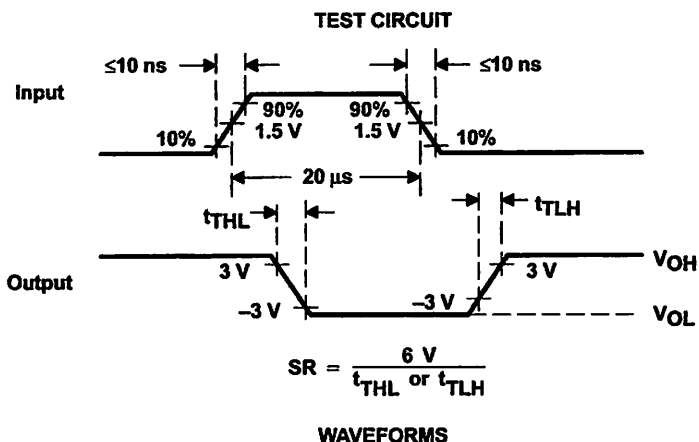 TEST CIRCUIT
≤10 ns
≤10 ns
Input
90%
90%
1.5 V
1.5 V
10%
10%
20 μs
tTHL
tTLH
3 V
3 V
VOH
Output
–3 V
–3 V
VOL
SR = 6 V / tTHL or tTLH
WAVEFORMS